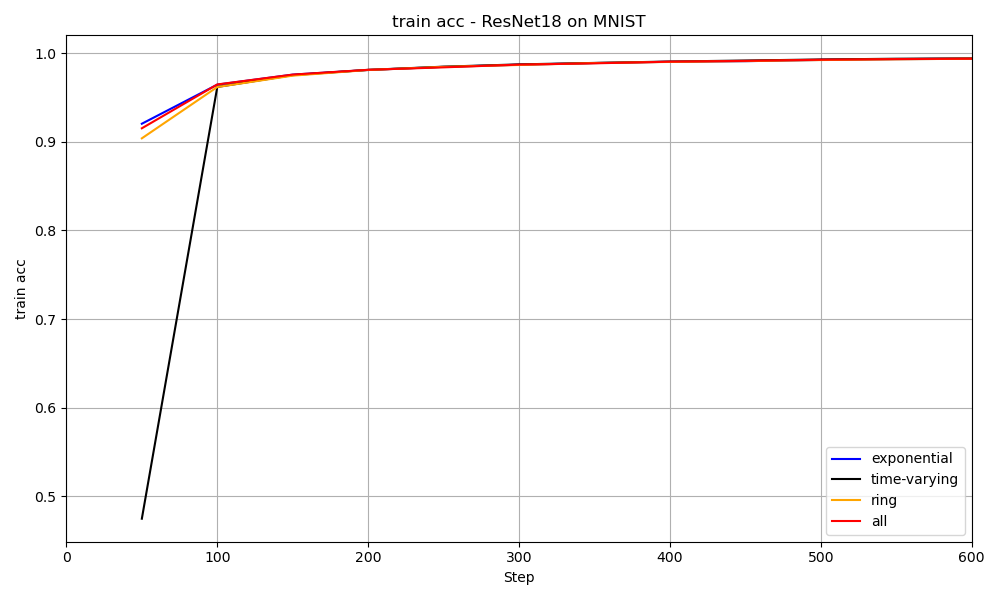 train acc - ResNet18 on MNIST
1.0
0.9
0.8
0.7
0.6
0.5
train acc
0 100 200 300 400 500 600
Step
exponential
time-varying
ring
all